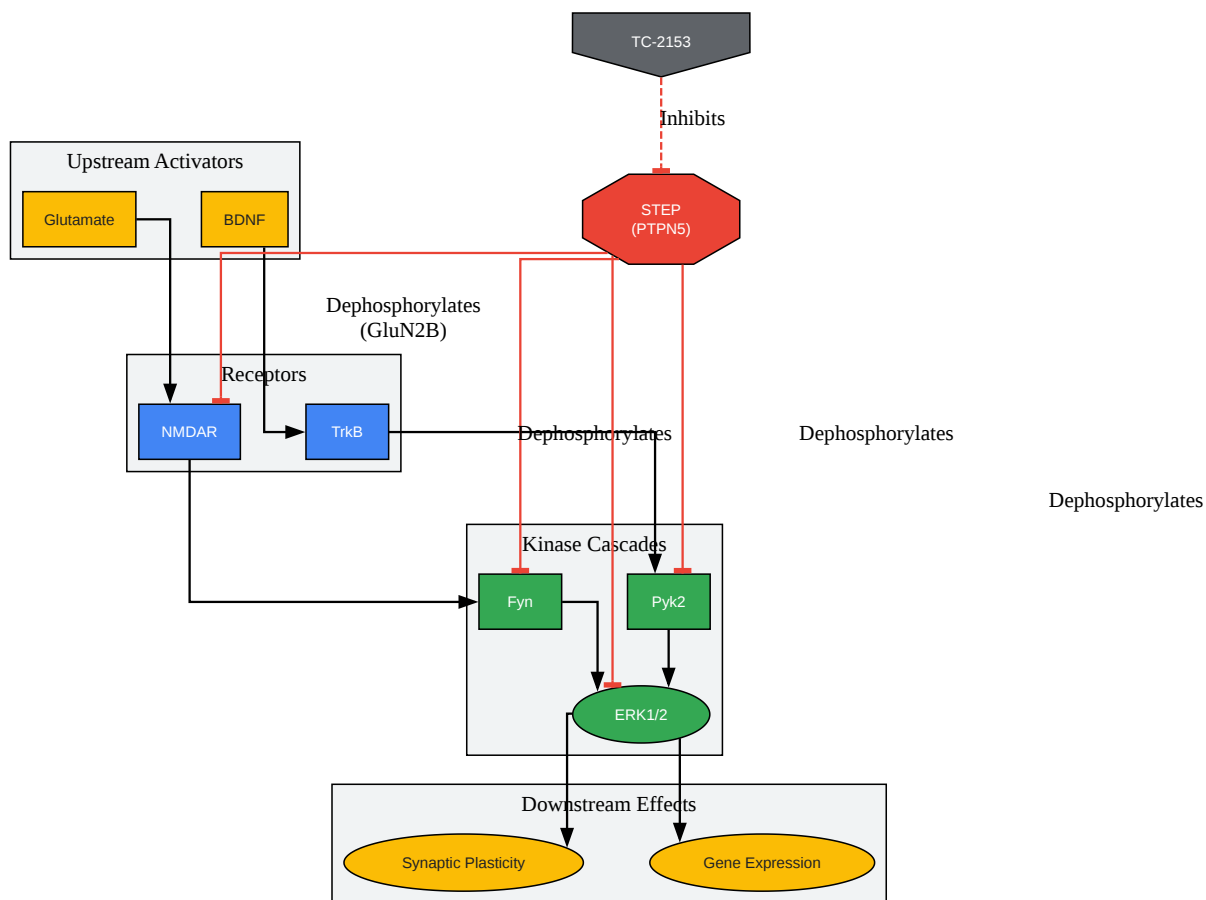 TC-2153
Inhibits
Upstream Activators
Glutamate
BDNF
STEP
(PTPN5)
Dephosphorylates
(GluN2B)
Receptors
NMDAR
TrkB
Dephosphorylates
Dephosphorylates
Dephosphorylates
Kinase Cascades
Fyn
Pyk2
ERK1/2
Downstream Effects
Synaptic Plasticity
Gene Expression